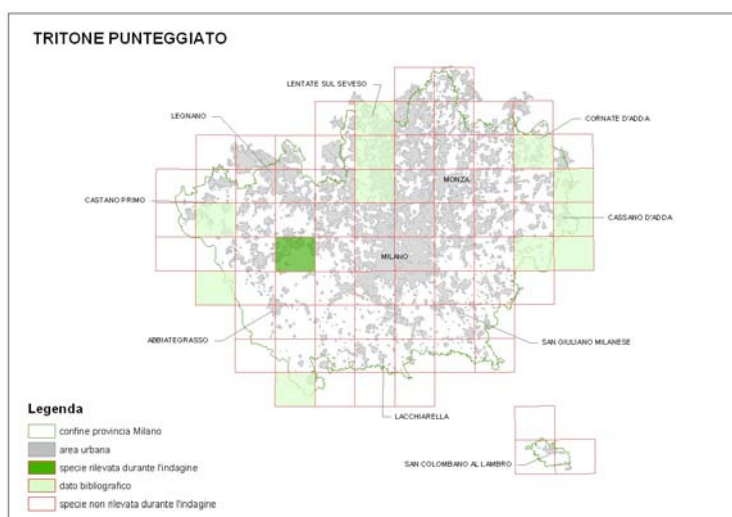 TRITONE PUNTEGGIATO
LENTATE SUL SEVESO
LEGNANO
CORNATE D'ADDA
MONZA
CASTANO PRIMO
CASSANO D'ADDA
MILANO
ABBIATEGRASSO
SAN GIULIANO MILANESE
LACCHIARELLA
SAN COLOMBANO AL LAMBRO
Legenda
confine provincia Milano
area urbana
specie rilevata durante l'indagine
dato bibliografico
specie non rilevata durante l'indagine